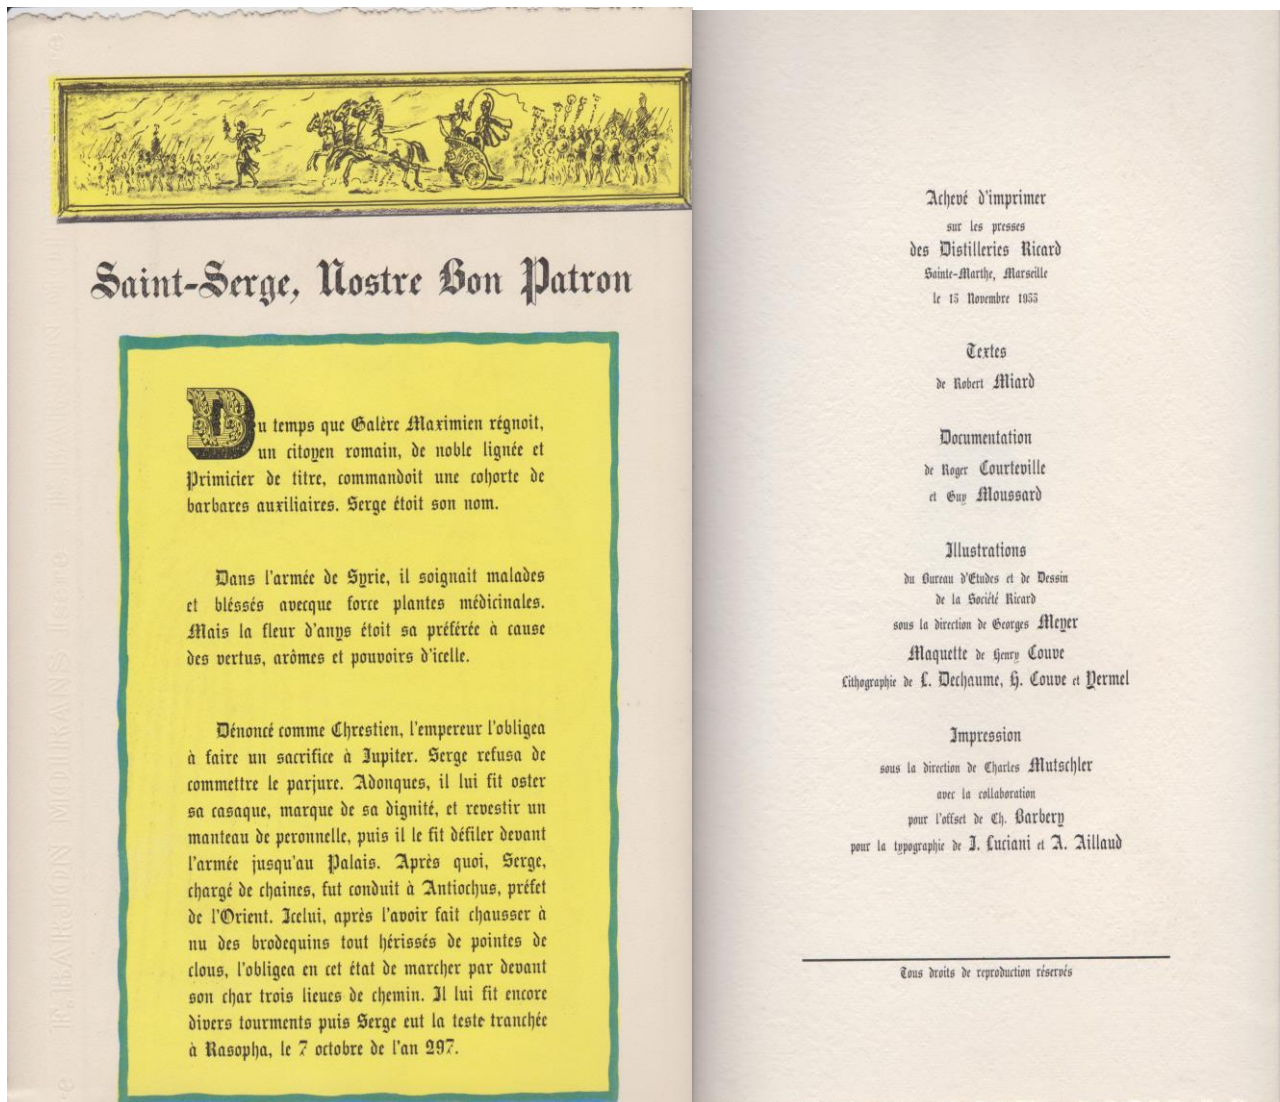 Saint-Serge, Nostre Bon Patron
Du temps que Galère Maximien régnoit,
un citoyen romain, de noble lignée et
Primicier de titre, commandoit une cohorte de
barbares auxiliaires. Serge étoit son nom.
Dans l'armée de Syrie, il soignait malades
et bléssés avecque force plantes médicinales.
Mais la fleur d'anys étoit sa préférée à cause
des vertus, arômes et pouvoirs d'icelle.
Dénoncé comme Chrestien, l'empereur l'obligea
à faire un sacrifice à Jupiter. Serge refusa de
commettre le parjure. Adonques, il lui fit oster
sa casaque, marque de sa dignité, et revestir un
manteau de peronnelle, puis il le fit défiler devant
l'armée jusqu'au Palais. Après quoi, Serge,
chargé de chaines, fut conduit à Antiochus, préfet
de l'Orient. Icelui, après l'avoir fait chausser à
nu des brodequins tout hérissés de pointes de
clous, l'obligea en cet état de marcher par devant
son char trois lieues de chemin. Il lui fit encore
divers tourments puis Serge eut la teste tranchée
à Rasopha, le 7 octobre de l'an 297.
Achevé d'imprimer
sur les presses
des Distilleries Ricard
Sainte-Marthe, Marseille
le 15 Novembre 1955
Textes
de Robert Miard
Documentation
de Roger Courteville
et Guy Moussard
Illustrations
du Bureau d'Etudes et de Dessin
de la Société Ricard
sous la direction de Georges Meyer
Maquette de Henry Couve
Lithographie de L. Dechaume, H. Couve et Yermel
Impression
sous la direction de Charles Mutschler
avec la collaboration
pour l'offset de Ch. Barbery
pour la typographie de J. Luciani et A. Aillaud
Tous droits de reproduction réservés